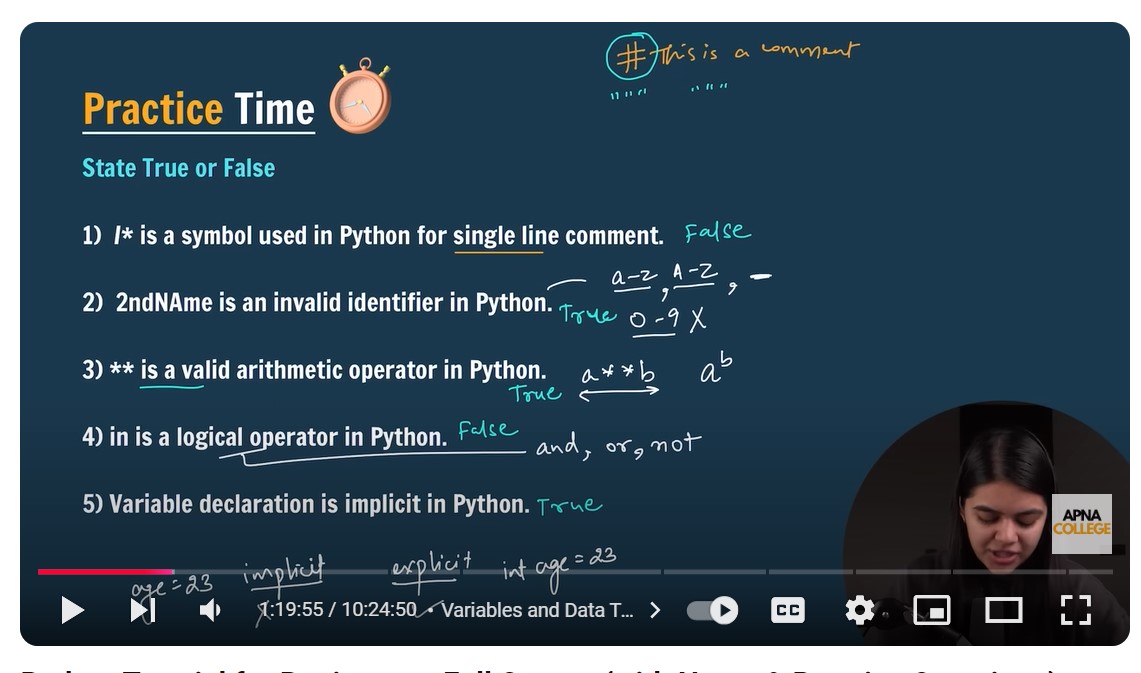 # This is a comment
""" """
Practice Time
State True or False
1) /* is a symbol used in Python for single line comment. False
a-z, A-Z, _
2) 2ndNAme is an invalid identifier in Python. True 0-9 X
3) ** is a valid arithmetic operator in Python. a**b a^b
True
4) in is a logical operator in Python. False and, or, not
5) Variable declaration is implicit in Python. True
APNA
COLLEGE
age = 23 implicit explicit int age = 23
1:19:55 / 10:24:50 • Variables and Data T... CC